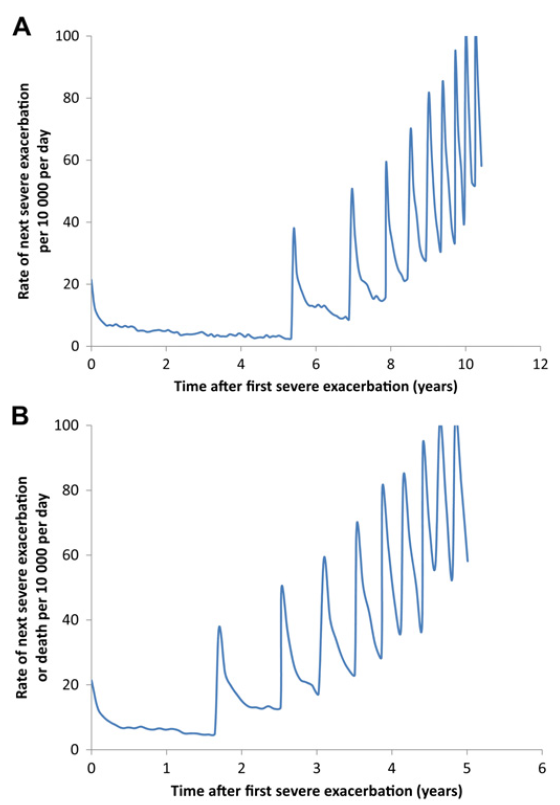 A
100
80
60
40
20
0
Rate of next severe exacerbation
per 10 000 per day
0 2 4 6 8 10 12
Time after first severe exacerbation (years)
B
100
80
60
40
20
0
Rate of next severe exacerbation
or death per 10 000 per day
0 1 2 3 4 5 6
Time after first severe exacerbation (years)